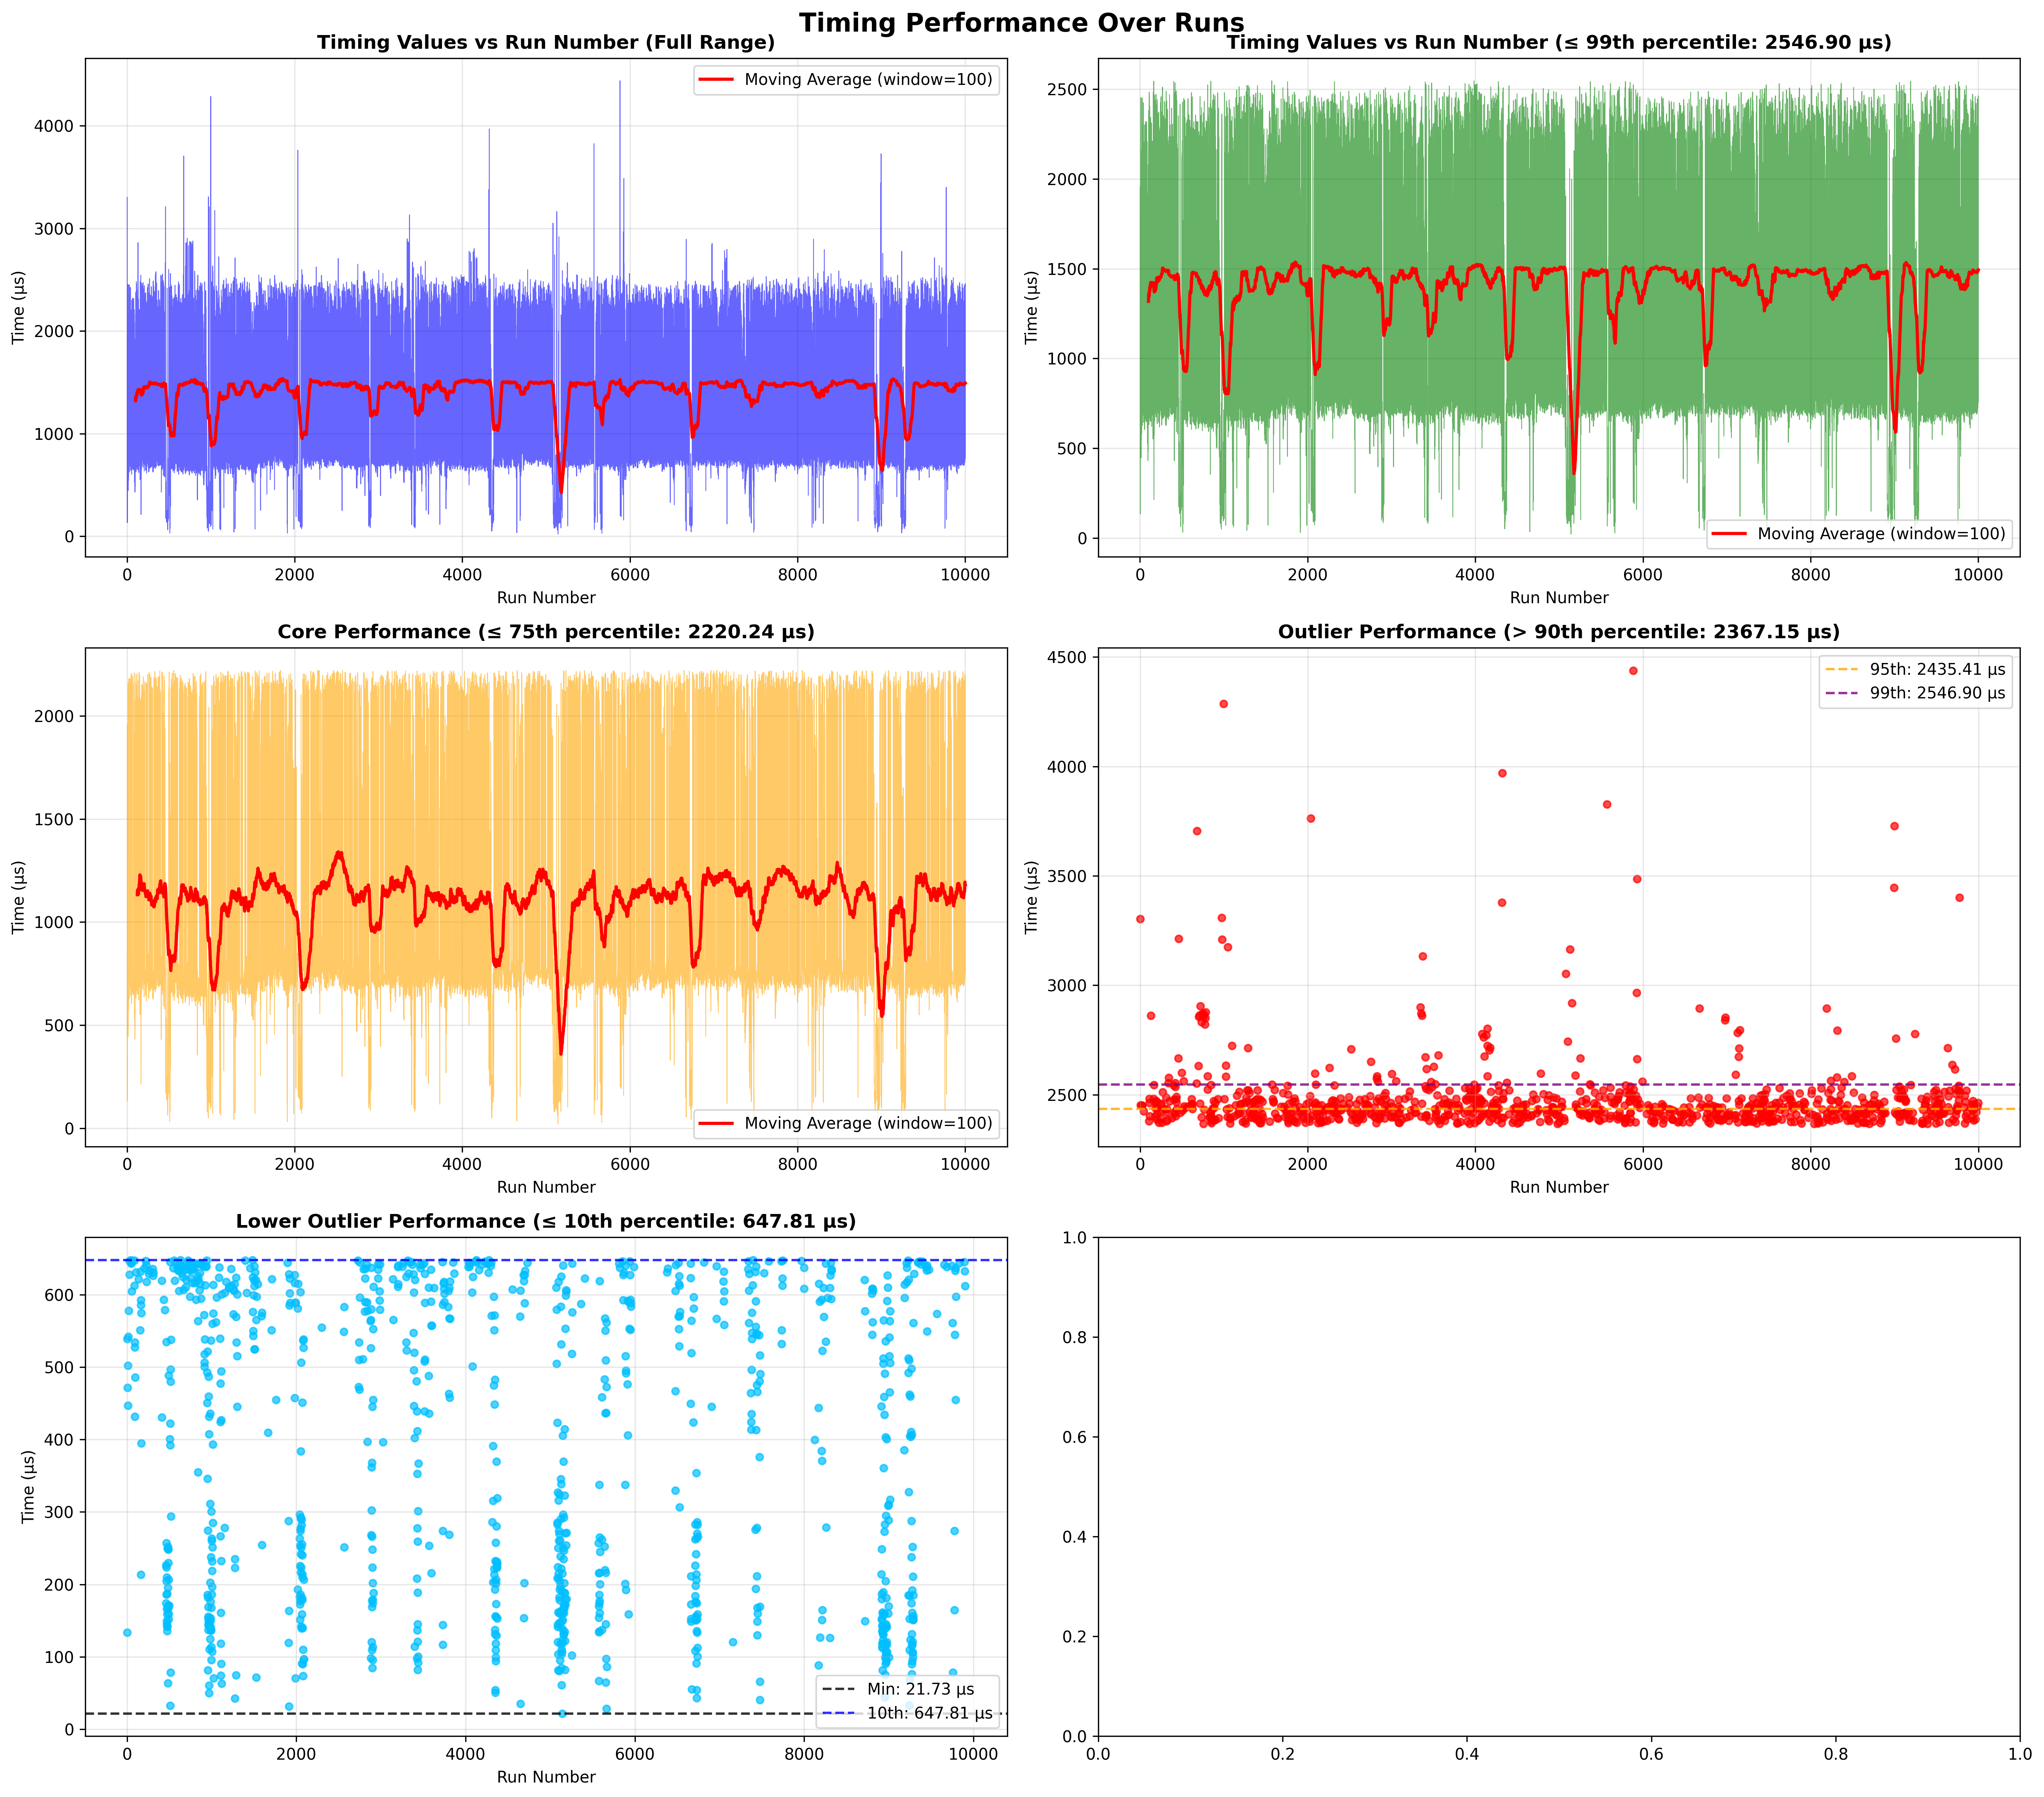 Timing Performance Over Runs
Timing Values vs Run Number (Full Range)
4000
3000
2000
1000
0
Time (µs)
Moving Average (window=100)
0 2000 4000 6000 8000 10000
Run Number
Timing Values vs Run Number (≤ 99th percentile: 2546.90 µs)
2500
2000
1500
1000
500
0
Time (µs)
Moving Average (window=100)
0 2000 4000 6000 8000 10000
Run Number
Core Performance (≤ 75th percentile: 2220.24 µs)
2000
1500
1000
500
0
Time (µs)
Moving Average (window=100)
0 2000 4000 6000 8000 10000
Run Number
Outlier Performance (> 90th percentile: 2367.15 µs)
4500
4000
3500
3000
2500
Time (µs)
95th: 2435.41 µs
99th: 2546.90 µs
0 2000 4000 6000 8000 10000
Run Number
Lower Outlier Performance (≤ 10th percentile: 647.81 µs)
600
500
400
300
200
100
0
Time (µs)
Min: 21.73 µs
10th: 647.81 µs
0 2000 4000 6000 8000 10000
Run Number
1.0
0.8
0.6
0.4
0.2
0.0
0.0 0.2 0.4 0.6 0.8 1.0